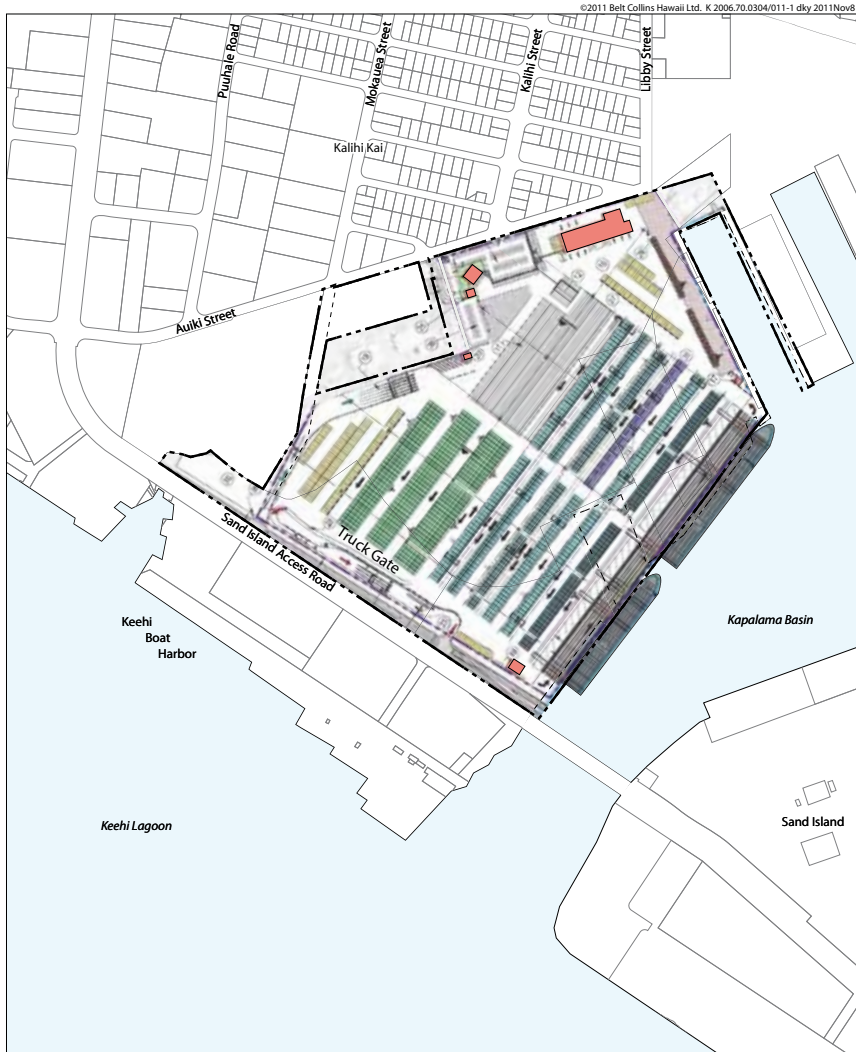 ©2011 Belt Collins Hawaii Ltd. K 2006.70.0304/011-1 dky 2011Nov8
Puuhale Road
Mokauea Street
Kalihi Street
Libby Street
Kalihi Kai
Auiki Street
Truck Gate
Sand Island Access Road
Keehi
Boat
Harbor
Kapalama Basin
Keehi Lagoon
Sand Island